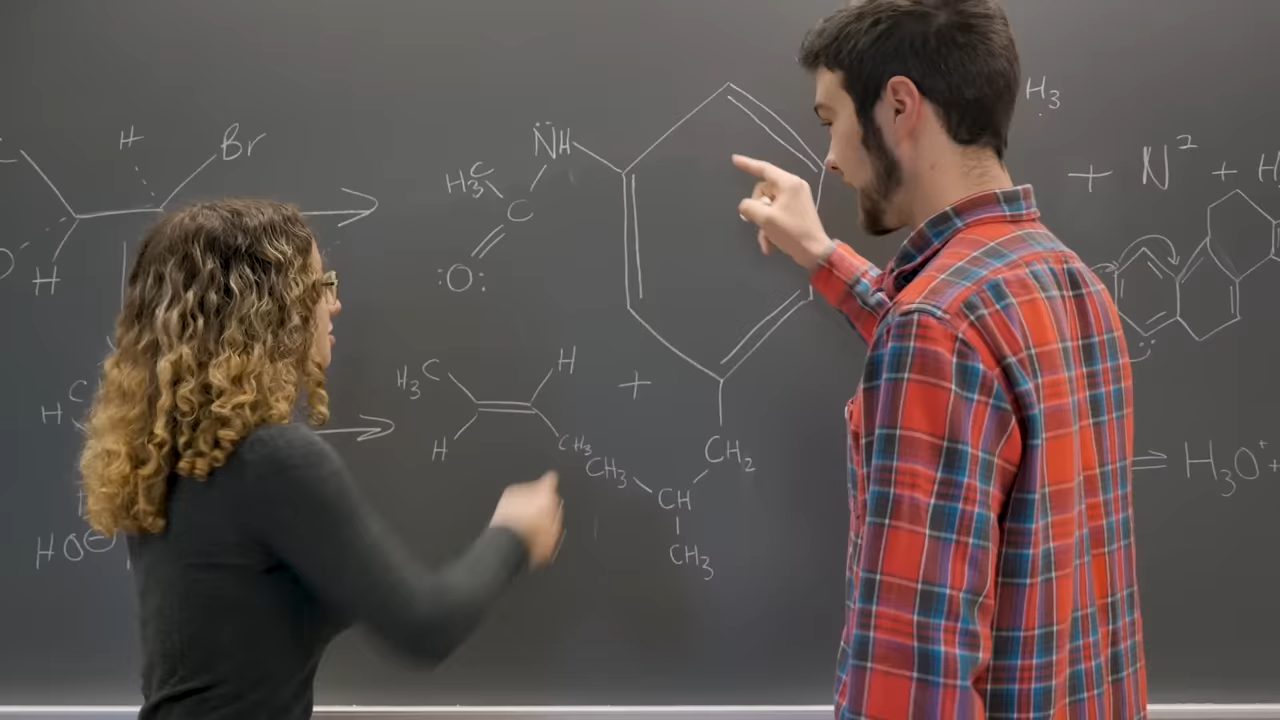 H Br
H
NH
H₃C
C
:O:
H₃
+ N² + H
H₃C H
H CH₃
+
CH₂
CH₃ CH
CH₃
C
H
HO⊖
⇌ H₃O⁺ +